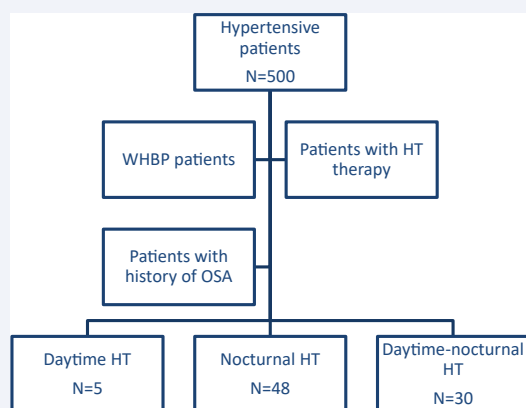 Hypertensive
patients
N=500
WHBP patients
Patients with HT
therapy
Patients with
history of OSA
Daytime HT
N=5
Nocturnal HT
N=48
Daytime-nocturnal
HT
N=30